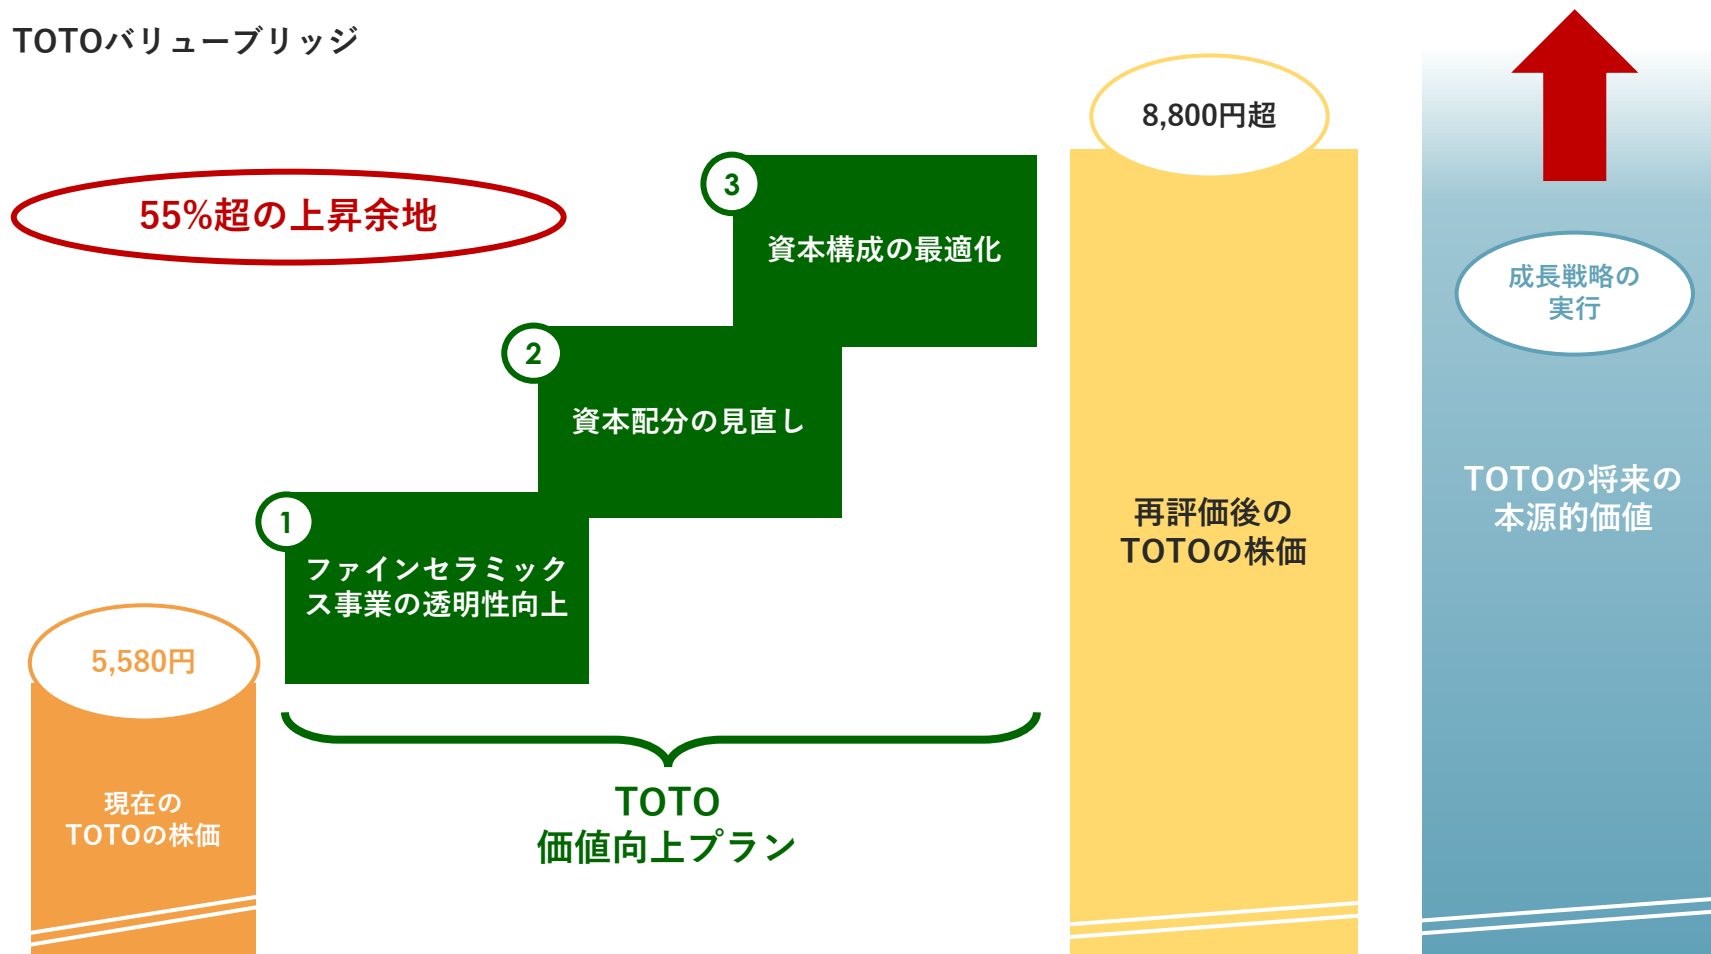 TOTOバリューブリッジ
55%超の上昇余地
5,580円
現在の
TOTOの株価
1
ファインセラミック
ス事業の透明性向上
2
資本配分の見直し
3
資本構成の最適化
TOTO
価値向上プラン
8,800円超
再評価後の
TOTOの株価
成長戦略の
実行
TOTOの将来の
本源的価値